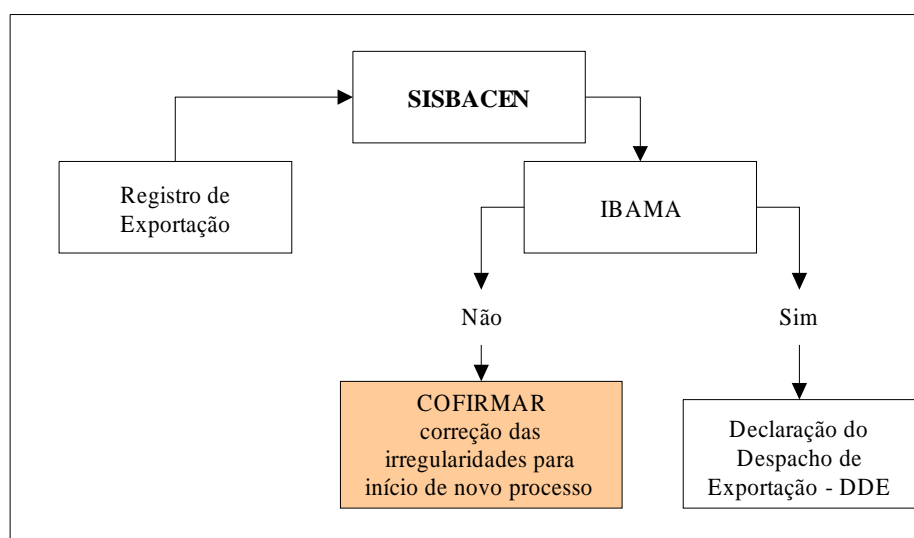 SISBACEN
Registro de
Exportação
IBAMA
Não
Sim
COFIRMAR
correção das
irregularidades para
início de novo processo
Declaração do
Despacho de
Exportação - DDE